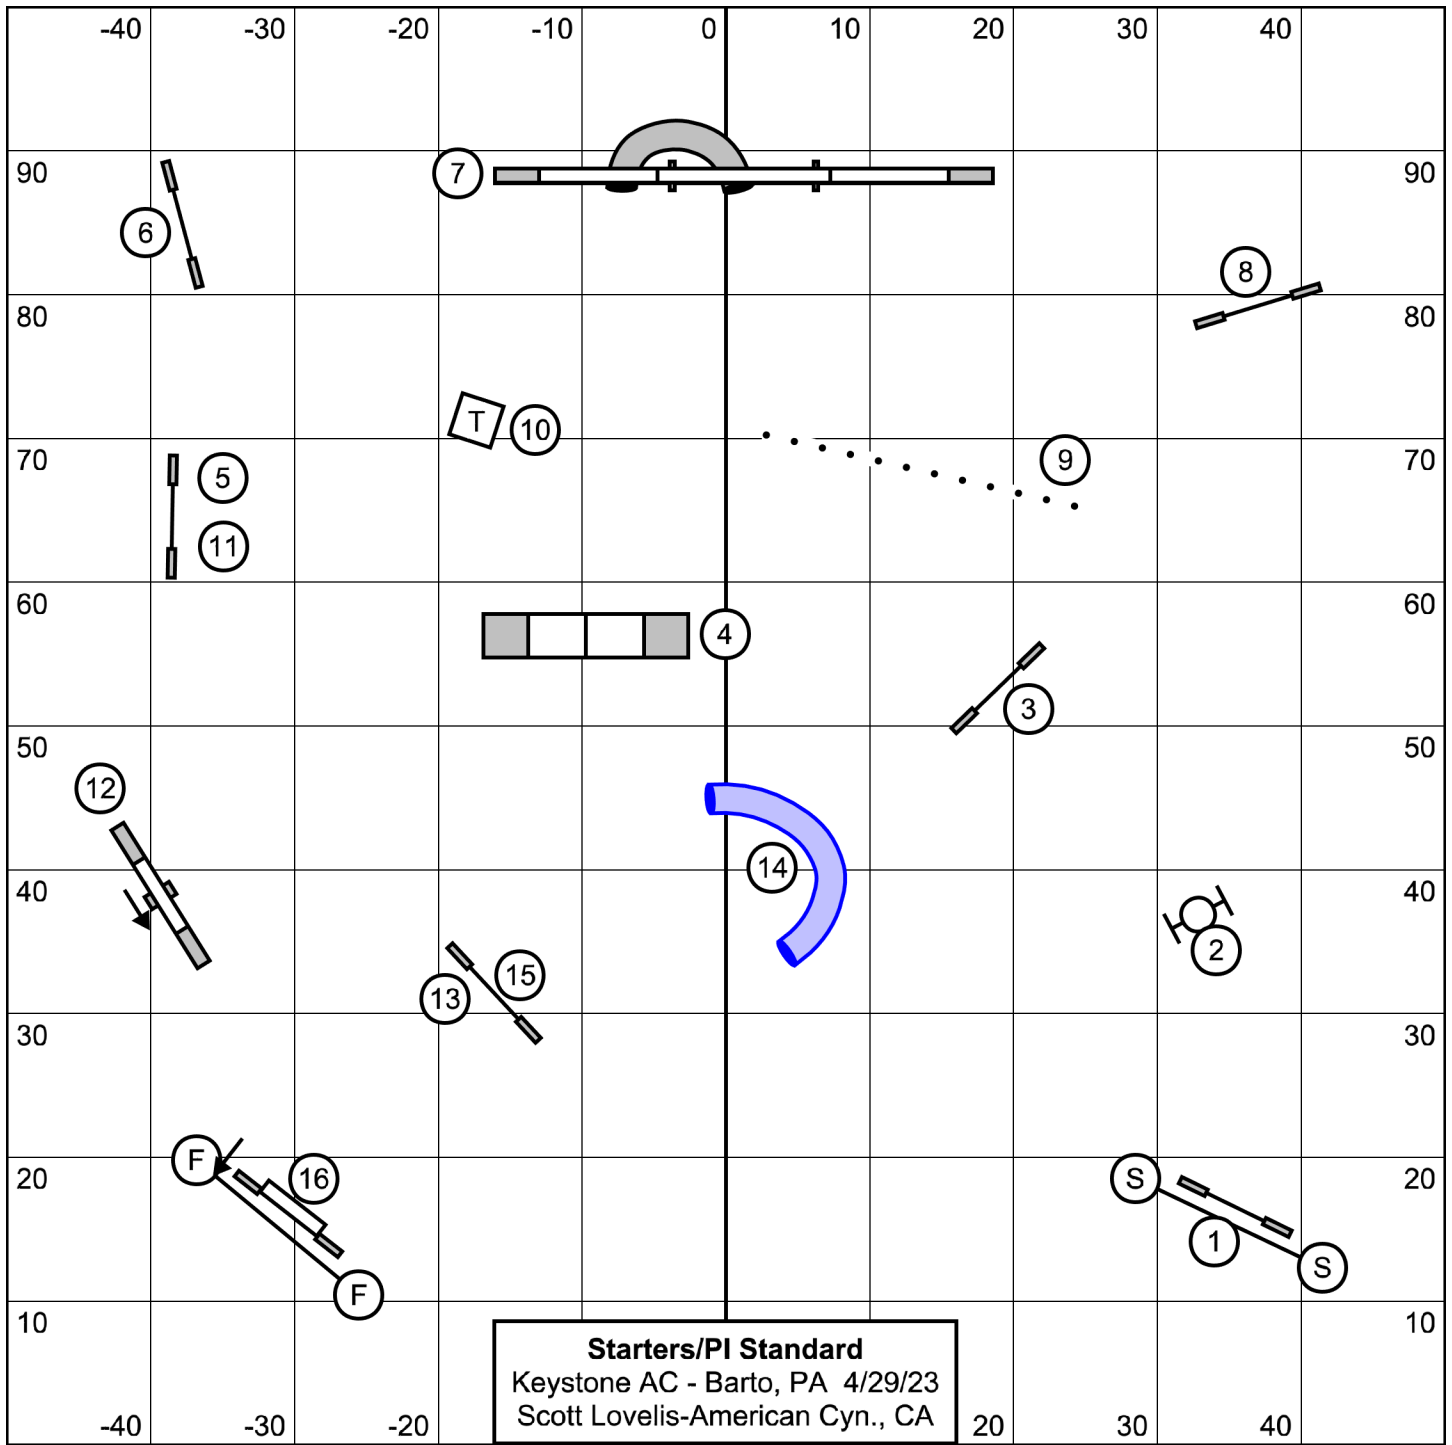 -40 -30 -20 -10 0 10 20 30 40
7
90 90
6
8
80 80
T 10
9
70 70
5
11
60 60
4
3
50 50
12
14
40 40
2
15
13
30 30
F 16 S
20 20
1
S
F
10 10
Starters/PI Standard
Keystone AC - Barto, PA 4/29/23
Scott Lovelis-American Cyn., CA
-40 -30 -20 20 30 40